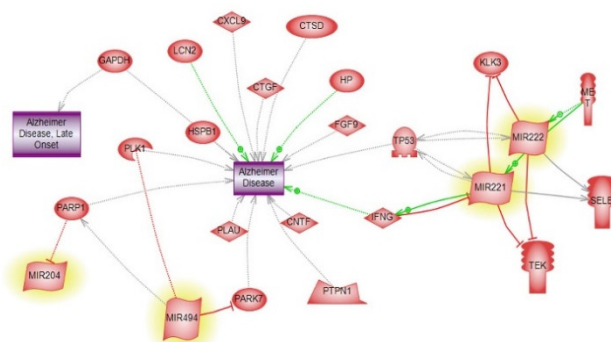 CXCL9
CTSD
LCN2
GAPDH
CTGF
HP
KLK3
FGF9
MIR222
Alzheimer
Disease, Late
Onset
HSPB1
TP53
PLK1
Alzheimer
Disease
MIR221
SELE
PARP1
IFNG
PLAU
CNTF
TEK
MIR204
PTPN1
PARK7
MIR494